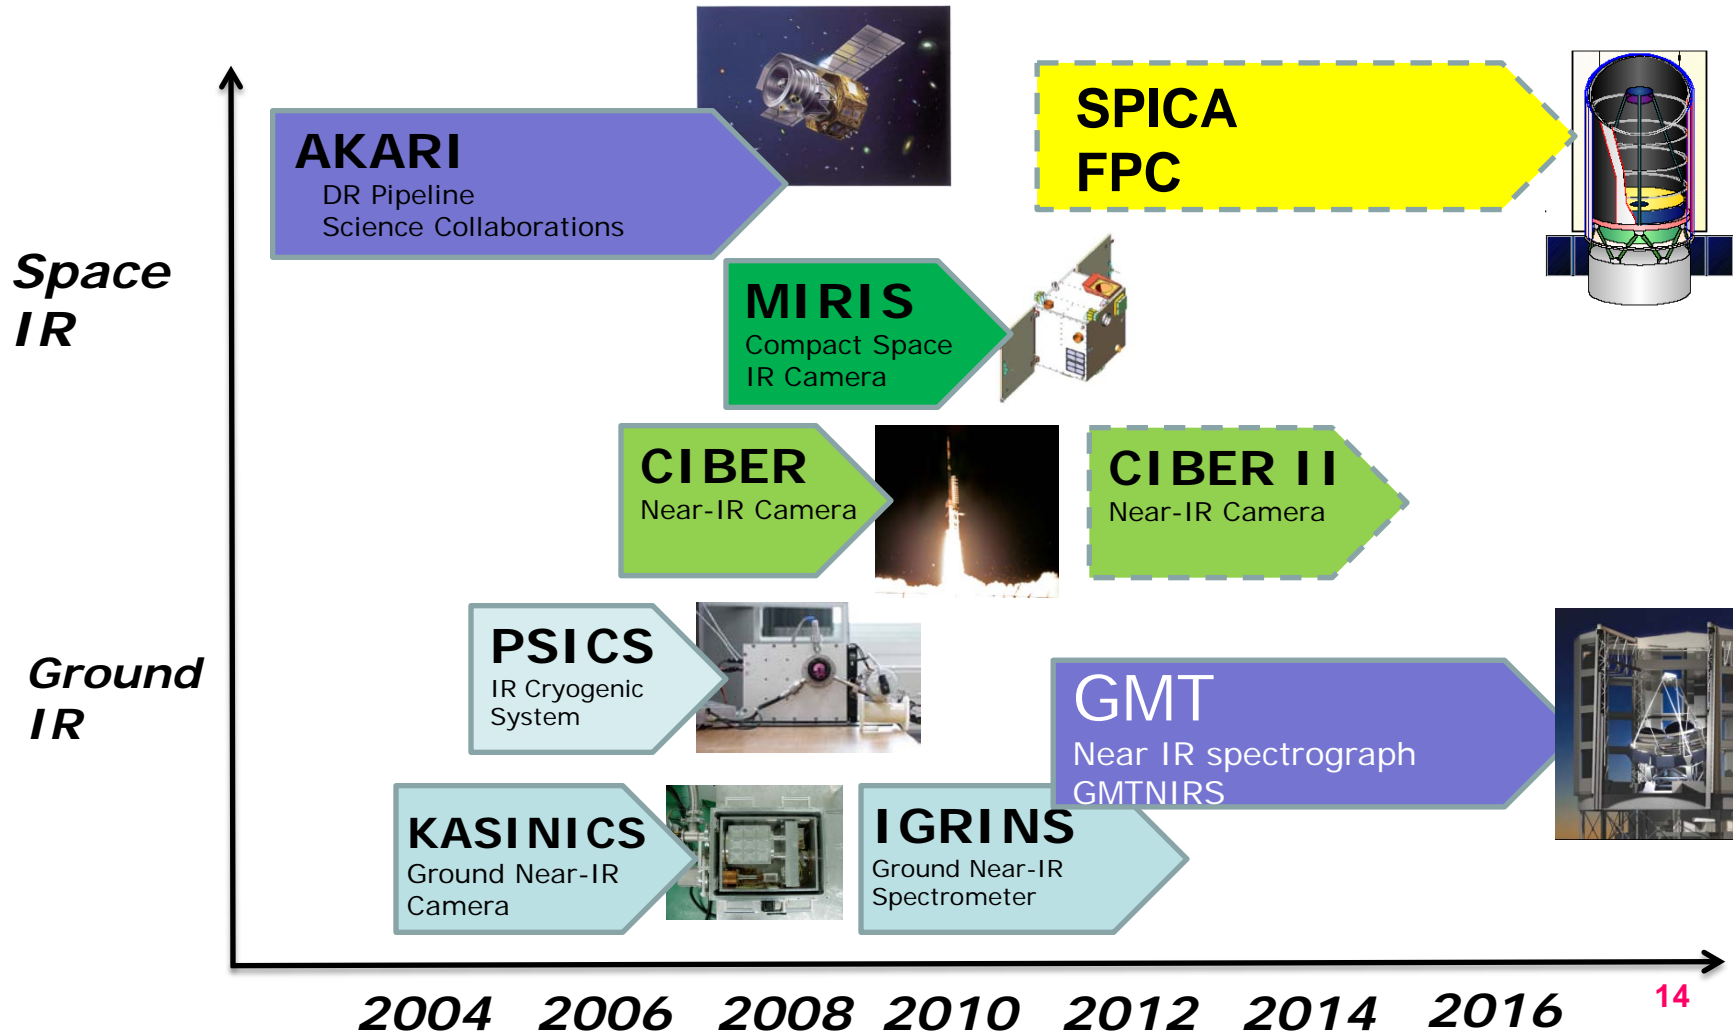 Space
IR
Ground
IR
AKARI
DR Pipeline
Science Collaborations
SPICA
FPC
MIRIS
Compact Space
IR Camera
CIBER
Near-IR Camera
CIBER II
Near-IR Camera
PSICS
IR Cryogenic
System
GMT
Near IR spectrograph
GMTNIRS
KASINICS
Ground Near-IR
Camera
IGRINS
Ground Near-IR
Spectrometer
2004 2006 2008 2010 2012 2014 2016
14